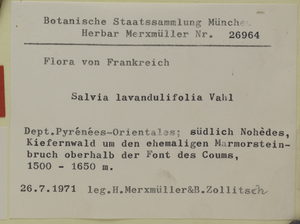 Botanische Staatssammlung Münche
Herbar Merxmüller Nr. 26964
Flora von Frankreich
Salvia lavandulifolia Vahl
Dept.Pyrénées-Orientales; südlich Nohèdes,
Kiefernwald um den ehemaligen Marmorstein-
bruch oberhalb der Font des Coums,
1500 - 1650 m.
26.7.1971 leg.H.Merxmüller&B.Zollitsch